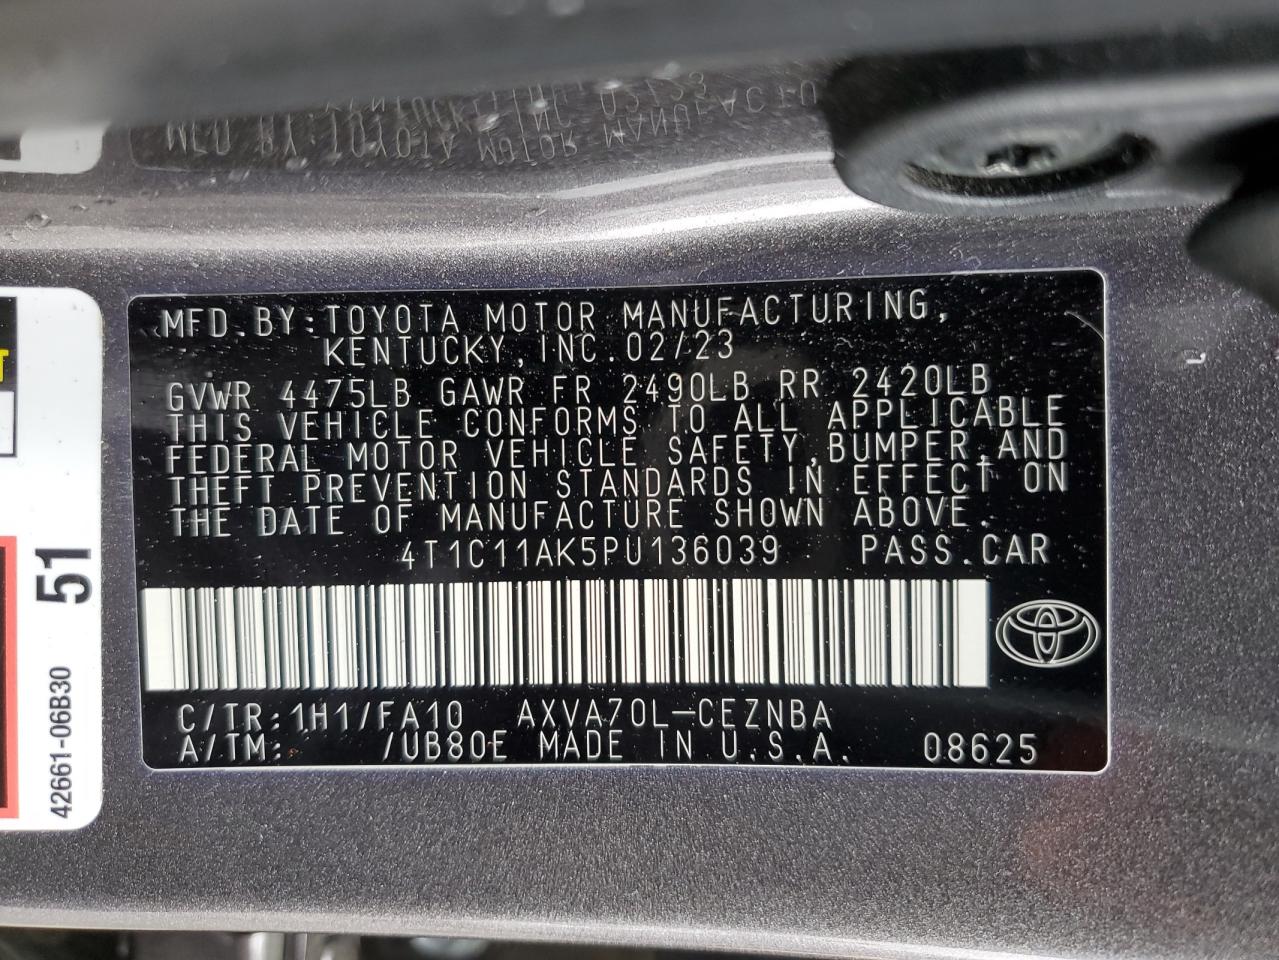 MFD.BY:TOYOTA MOTOR MANUFACTURING,
KENTUCKY,INC.02/23
GVWR 4475LB GAWR FR 2490LB RR 2420LB
THIS VEHICLE CONFORMS TO ALL APPLICABLE
FEDERAL MOTOR VEHICLE SAFETY,BUMPER,AND
THEFT PREVENTION STANDARDS IN EFFECT ON
THE DATE OF MANUFACTURE SHOWN ABOVE.
4T1C11AK5PU136039 PASS.CAR
C/TR:1H1/FA10 AXVA70L-CEZNBA
A/TM: /UB80E MADE IN U.S.A. 08625
51
42661-06B30